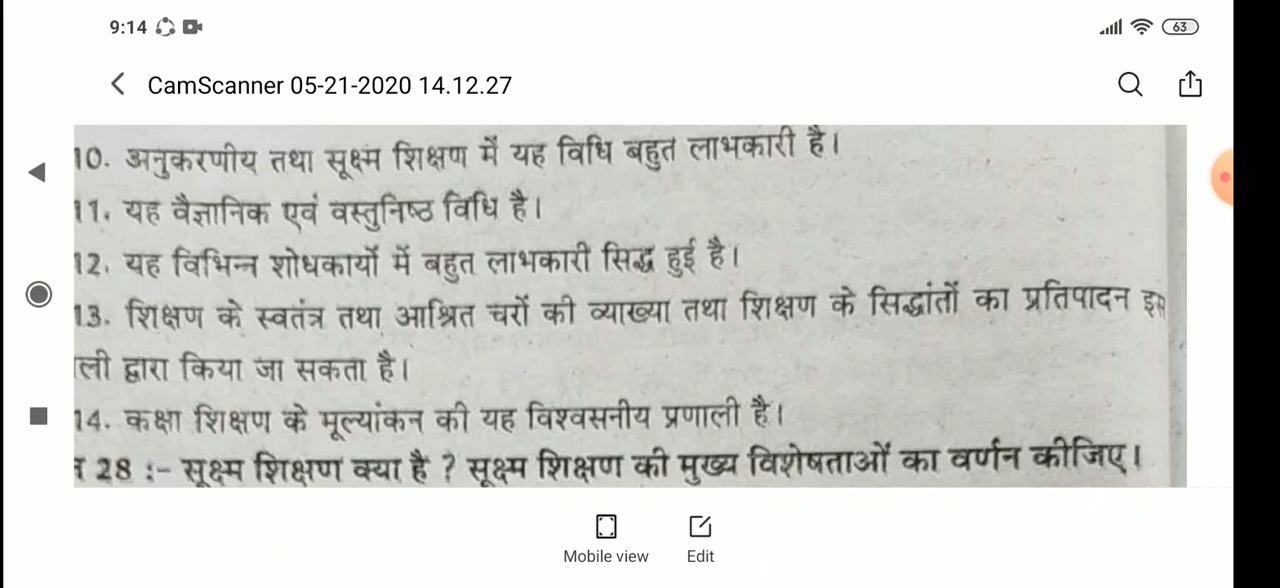 9:14 63
CamScanner 05-21-2020 14.12.27
10. अनुकरणीय तथा सूक्ष्म शिक्षण में यह विधि बहुत लाभकारी है।
11. यह वैज्ञानिक एवं वस्तुनिष्ठ विधि है।
12. यह विभिन्न शोधकार्यों में बहुत लाभकारी सिद्ध हुई है।
13. शिक्षण के स्वतंत्र तथा आश्रित चरों की व्याख्या तथा शिक्षण के सिद्धांतों का प्रतिपादन इस
ली द्वारा किया जा सकता है।
14. कक्षा शिक्षण के मूल्यांकन की यह विश्वसनीय प्रणाली है।
28 :- सूक्ष्म शिक्षण क्या है ? सूक्ष्म शिक्षण की मुख्य विशेषताओं का वर्णन कीजिए।
Mobile view Edit